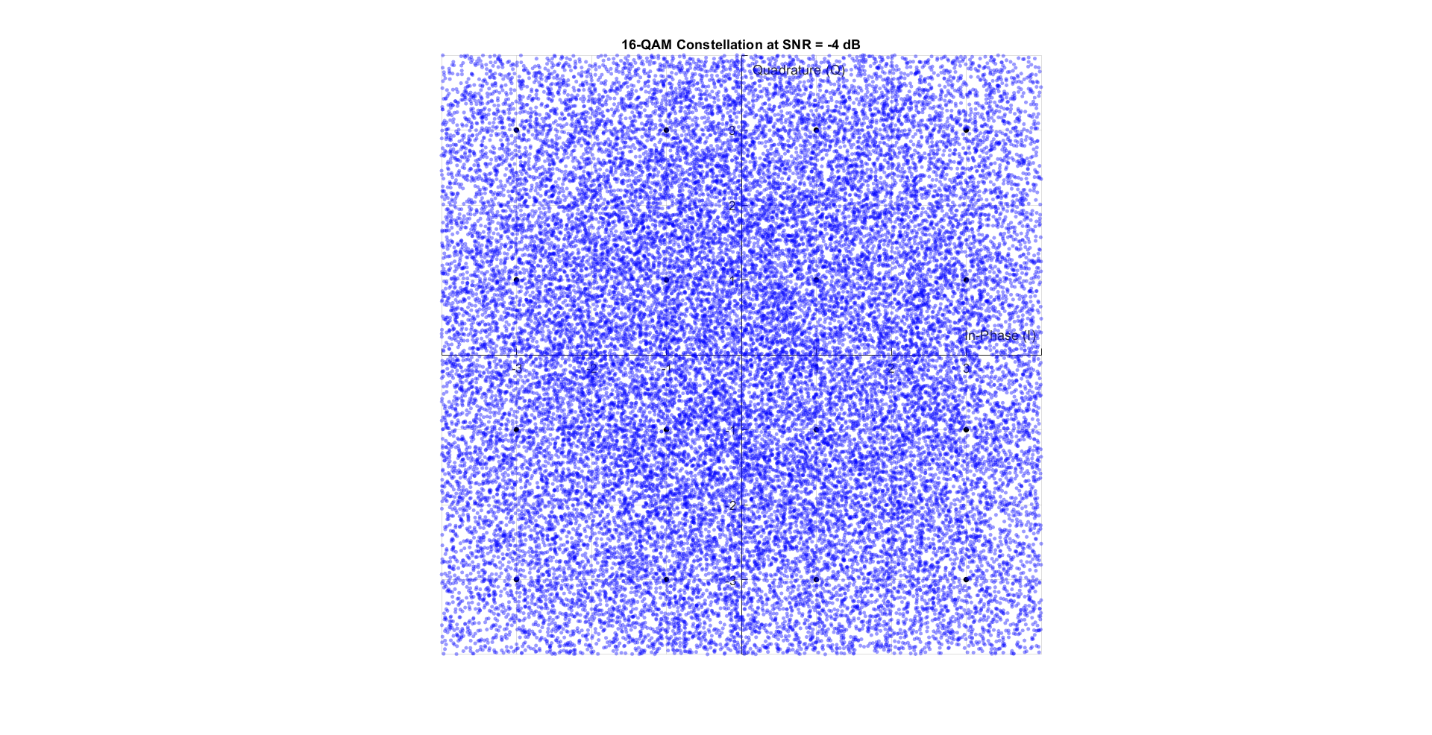 16-QAM Constellation at SNR = -4 dB
Quadrature (Q)
3
2
1
In-Phase (I)
-3 -2 -1 1 2 3
-1
-2
-3